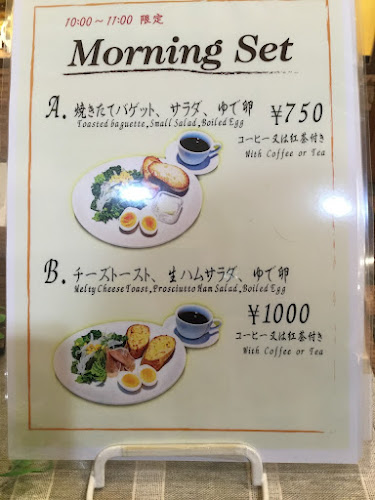 10:00～11:00 限定
Morning Set
A. 焼きたてバゲット、サラダ、ゆで卵 ¥750
Toasted baguette,Small Salad,Boiled Egg
コーヒー又は紅茶付き
With Coffee or Tea
B. チーズトースト、生ハムサラダ、ゆで卵
Melty Cheese Toast,Prosciutto Ham Salad,Boiled Egg
¥1000
コーヒー又は紅茶付き
With Coffee or Tea